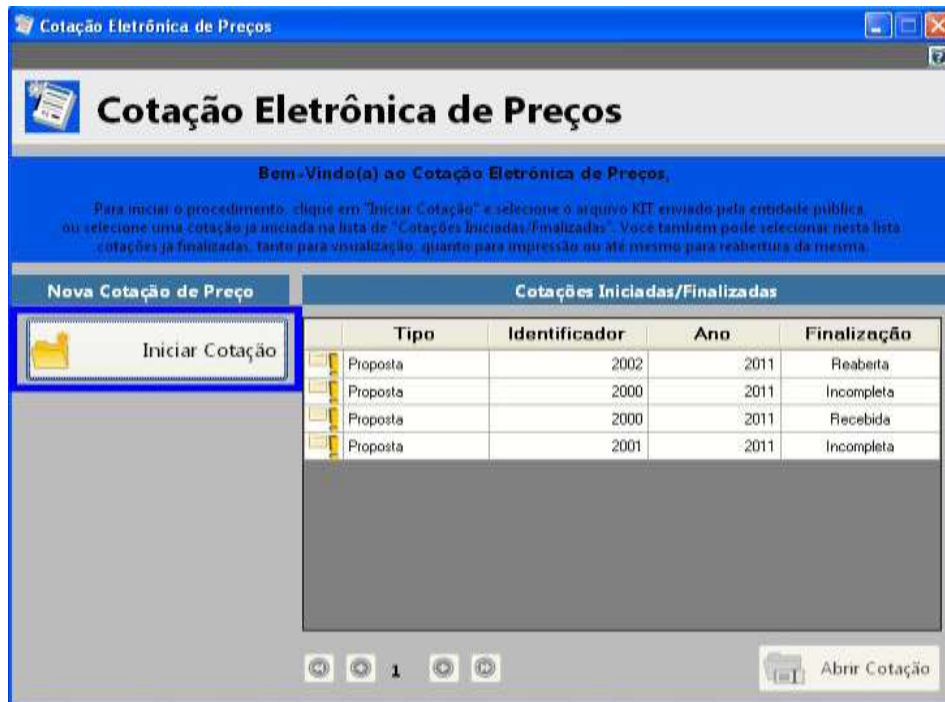 Cotação Eletrônica de Preços
Cotação Eletrônica de Preços
Bem-Vindo(a) ao Cotação Eletrônica de Preços,
Para iniciar o procedimento, clique em "Iniciar Cotação" e selecione o arquivo KIT enviado pela entidade pública,
ou selecione uma cotação já iniciada na lista de "Cotações Iniciadas/Finalizadas". Você também pode selecionar nesta lista
cotações já finalizadas, tanto para visualização, quanto para impressão ou até mesmo para reabertura da mesma.
Nova Cotação de Preço
Cotações Iniciadas/Finalizadas
Iniciar Cotação
Tipo Identificador Ano Finalização
Proposta 2002 2011 Reaberta
Proposta 2000 2011 Incompleta
Proposta 2000 2011 Recebida
Proposta 2001 2011 Incompleta
1
Abrir Cotação